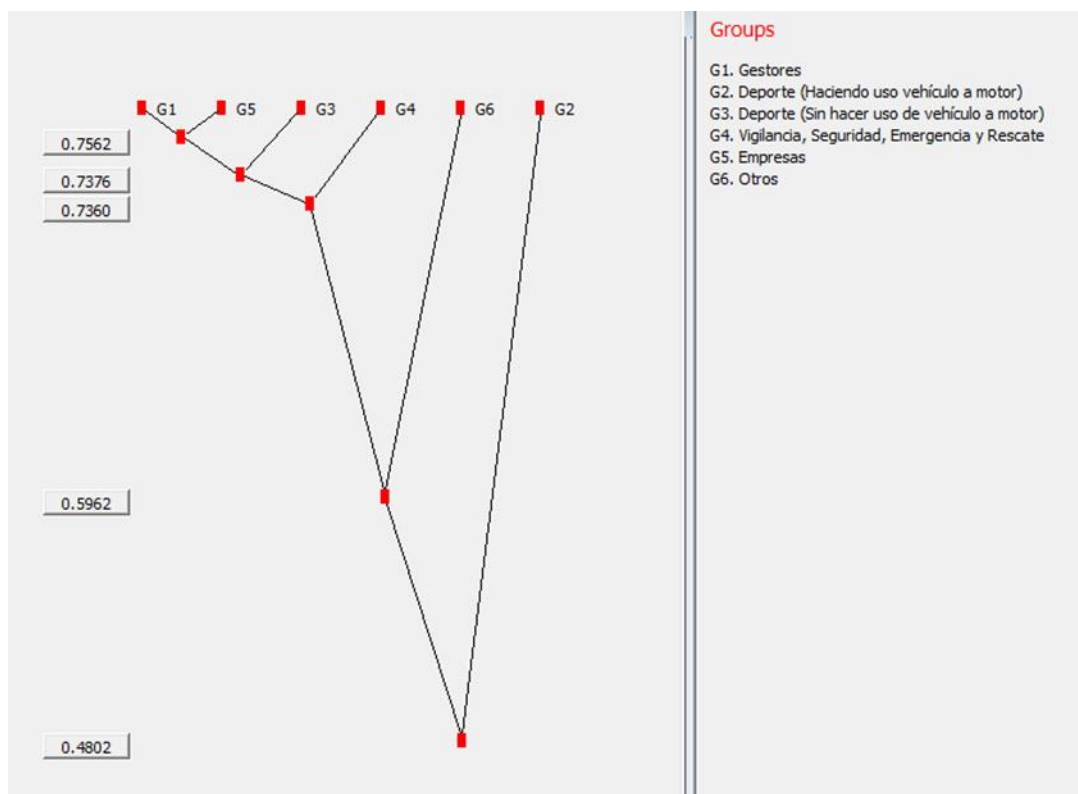 G1 G5 G3 G4 G6 G2
0.7562
0.7376
0.7360
0.5962
0.4802
Groups
G1. Gestores
G2. Deporte (Haciendo uso vehículo a motor)
G3. Deporte (Sin hacer uso de vehículo a motor)
G4. Vigilancia, Seguridad, Emergencia y Rescate
G5. Empresas
G6. Otros